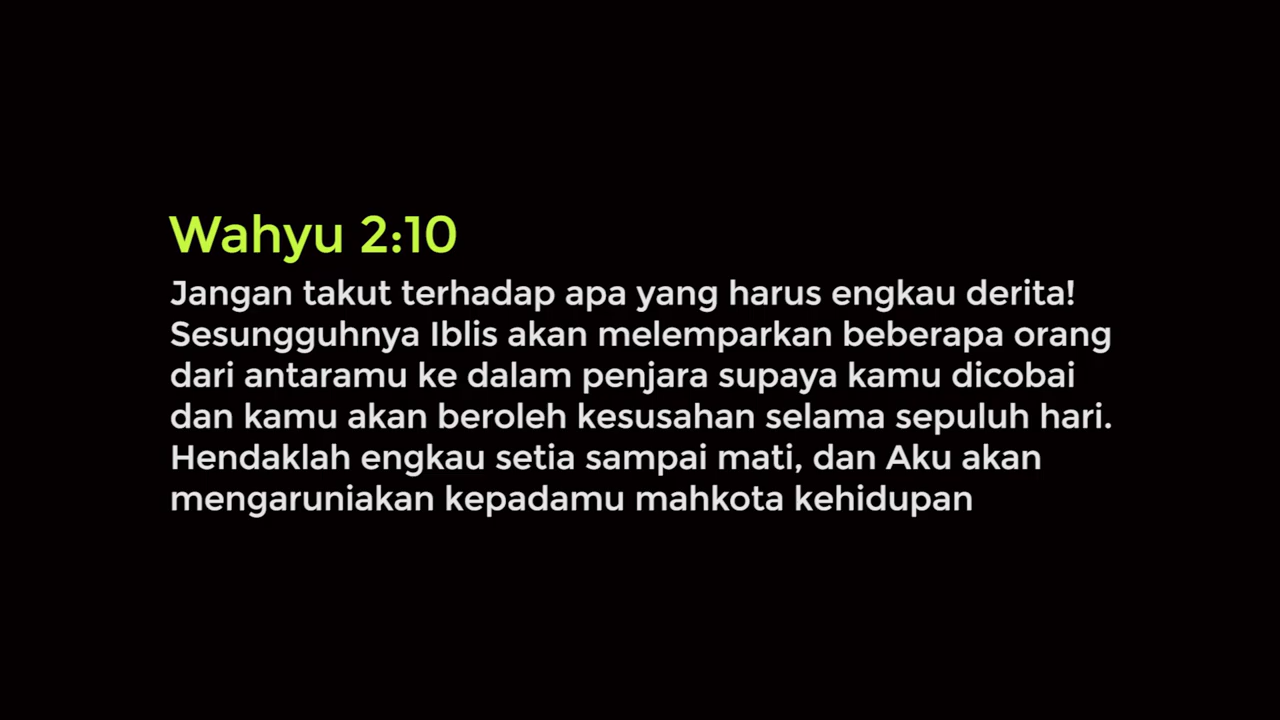 Wahyu 2:10
Jangan takut terhadap apa yang harus engkau derita!
Sesungguhnya Iblis akan melemparkan beberapa orang
dari antaramu ke dalam penjara supaya kamu dicobai
dan kamu akan beroleh kesusahan selama sepuluh hari.
Hendaklah engkau setia sampai mati, dan Aku akan
mengaruniakan kepadamu mahkota kehidupan